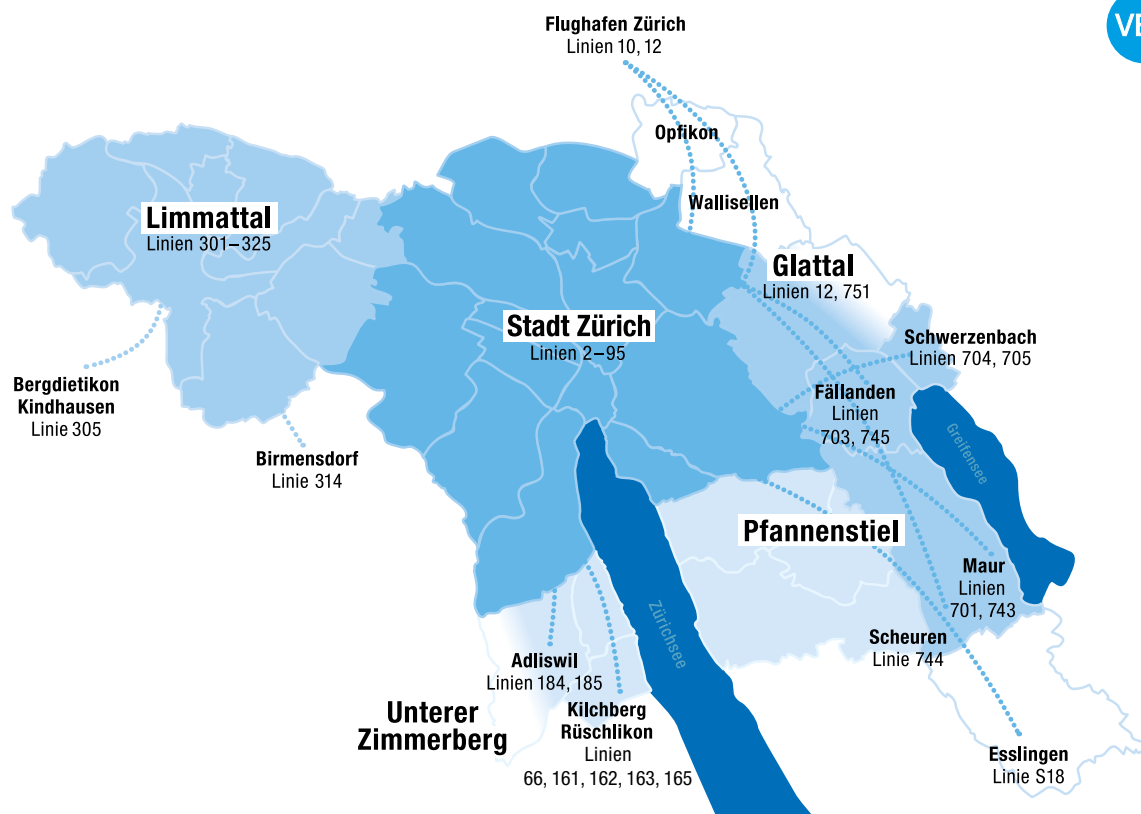 VB
Flughafen Zürich
Linien 10, 12
Opfikon
Wallisellen
Limmattal
Linien 301–325
Glattal
Linien 12, 751
Stadt Zürich
Linien 2–95
Schwerzenbach
Linien 704, 705
Bergdietikon
Kindhausen
Linie 305
Fällanden
Linien
703, 745
Greifensee
Birmensdorf
Linie 314
Pfannenstiel
Maur
Linien
701, 743
Zürichsee
Scheuren
Linie 744
Adliswil
Linien 184, 185
Unterer
Zimmerberg
Kilchberg
Rüschlikon
Linien
66, 161, 162, 163, 165
Esslingen
Linie S18